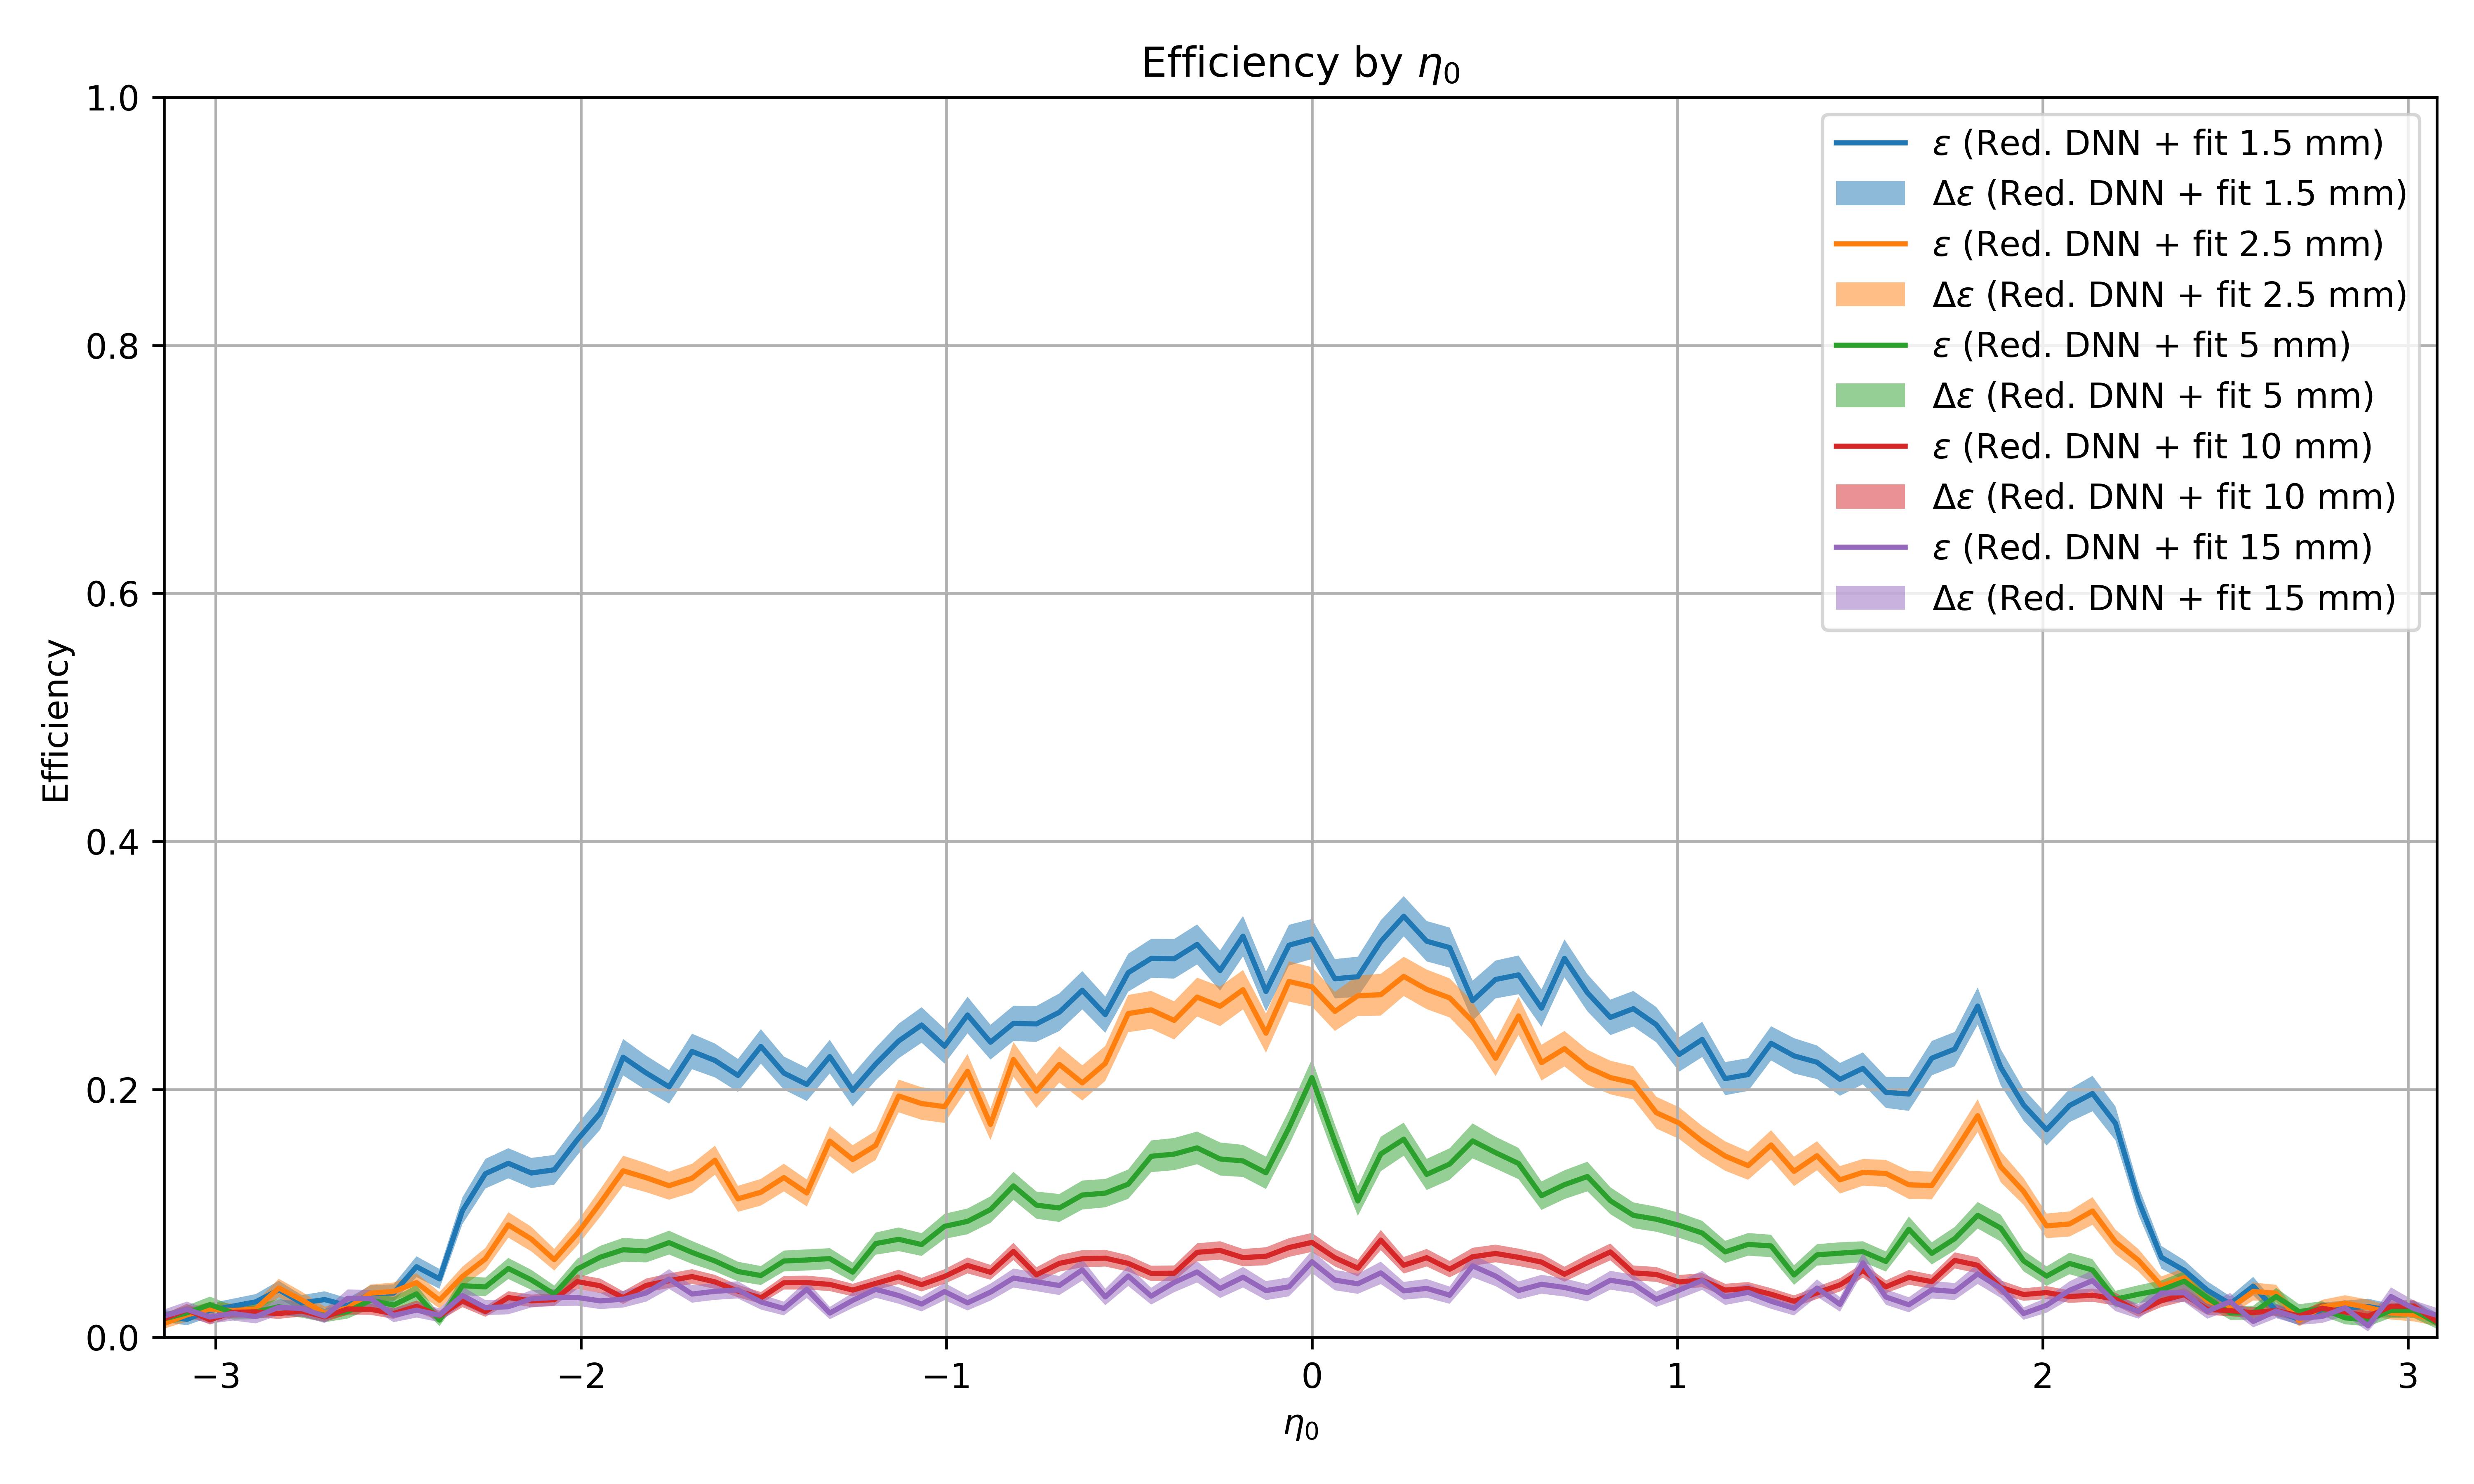 Efficiency by η₀
1.0
0.8
0.6
0.4
0.2
0.0
Efficiency
−3
−2
−1
0
1
2
3
η₀
ε (Red. DNN + fit 1.5 mm)
Δε (Red. DNN + fit 1.5 mm)
ε (Red. DNN + fit 2.5 mm)
Δε (Red. DNN + fit 2.5 mm)
ε (Red. DNN + fit 5 mm)
Δε (Red. DNN + fit 5 mm)
ε (Red. DNN + fit 10 mm)
Δε (Red. DNN + fit 10 mm)
ε (Red. DNN + fit 15 mm)
Δε (Red. DNN + fit 15 mm)